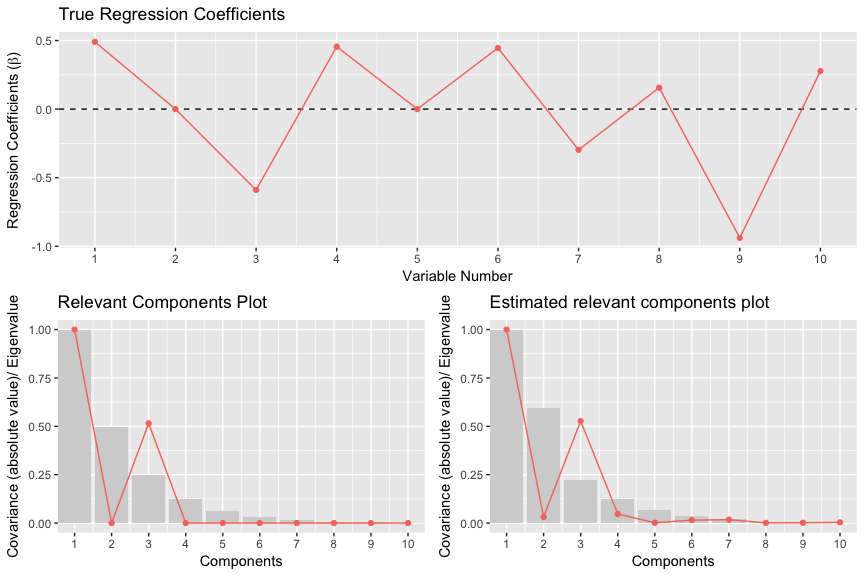 True Regression Coefficients
Regression Coefficients (β)
0.5
0.0
-0.5
-1.0
1 2 3 4 5 6 7 8 9 10
Variable Number
Relevant Components Plot
Covariance (absolute value)/ Eigenvalue
1.00
0.75
0.50
0.25
0.00
1 2 3 4 5 6 7 8 9 10
Components
Estimated relevant components plot
Covariance (absolute value)/ Eigenvalue
1.00
0.75
0.50
0.25
0.00
1 2 3 4 5 6 7 8 9 10
Components